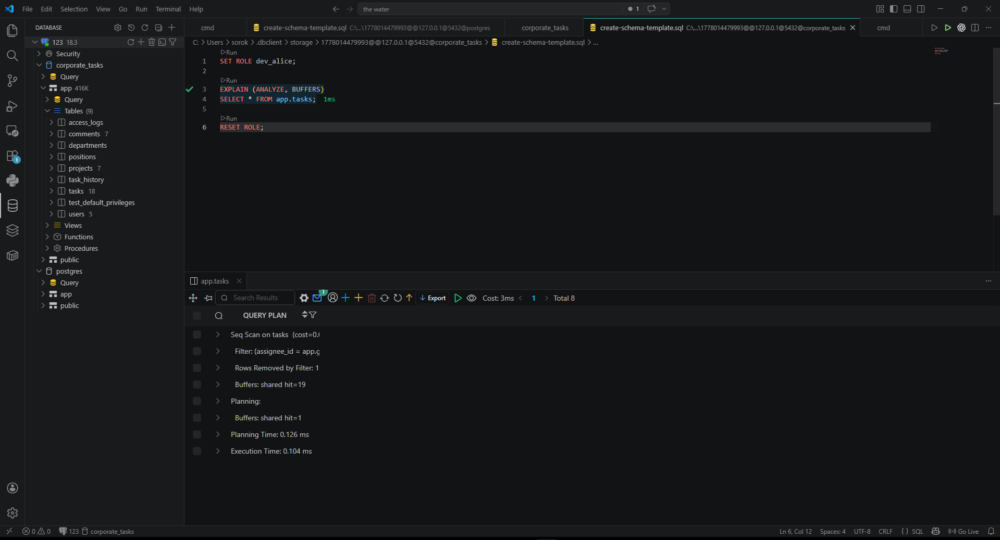 File Edit Selection View Go Run Terminal Help
the water
1
DATABASE
cmd
create-schema-template.sql C:\...\1778014479993@@127.0.0.1@5432@postgres
corporate_tasks
create-schema-template.sql C:\...\1778014479993@@127.0.0.1@5432@corporate_tasks
cmd
C: > Users > sorok > .dbclient > storage > 1778014479993@@127.0.0.1@5432@corporate_tasks > create-schema-template.sql > ...
123 18.3
Security
corporate_tasks
Query
app 416K
Query
Tables (9)
access_logs
comments 7
departments
positions
projects 7
task_history
tasks 18
test_default_privileges
users 5
Views
Functions
Procedures
public
postgres
Query
app
public
1
Run
1 SET ROLE dev_alice;
2
Run
3 EXPLAIN (ANALYZE, BUFFERS)
4 SELECT * FROM app.tasks; 1ms
5
Run
6 RESET ROLE;
app.tasks
Search Results
1
Export
Cost: 3ms
1
Total 8
QUERY PLAN
Seq Scan on tasks (cost=0.
Filter: (assignee_id = app.g
Rows Removed by Filter: 1
Buffers: shared hit=19
Planning:
Buffers: shared hit=1
Planning Time: 0.126 ms
Execution Time: 0.104 ms
0 0 123 corporate_tasks
Ln 6, Col 12 Spaces: 4 UTF-8 CRLF { } SQL Go Live